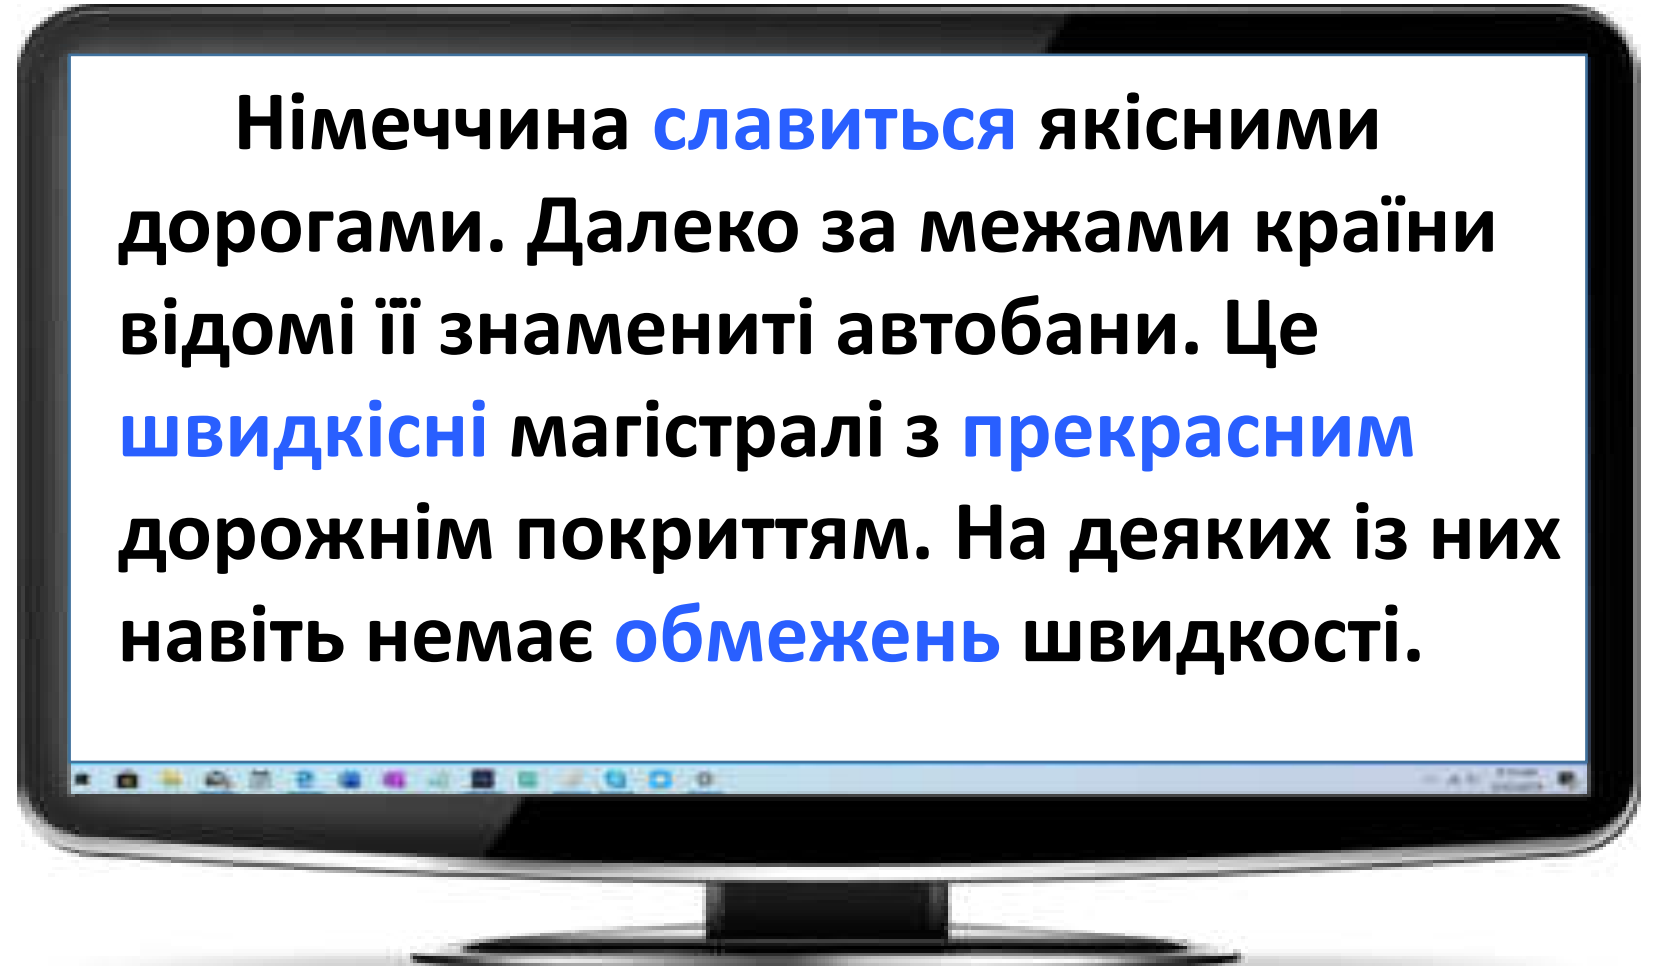 Німеччина славиться якісними
дорогами. Далеко за межами країни
відомі її знамениті автобани. Це
швидкісні магістралі з прекрасним
дорожнім покриттям. На деяких із них
навіть немає обмежень швидкості.